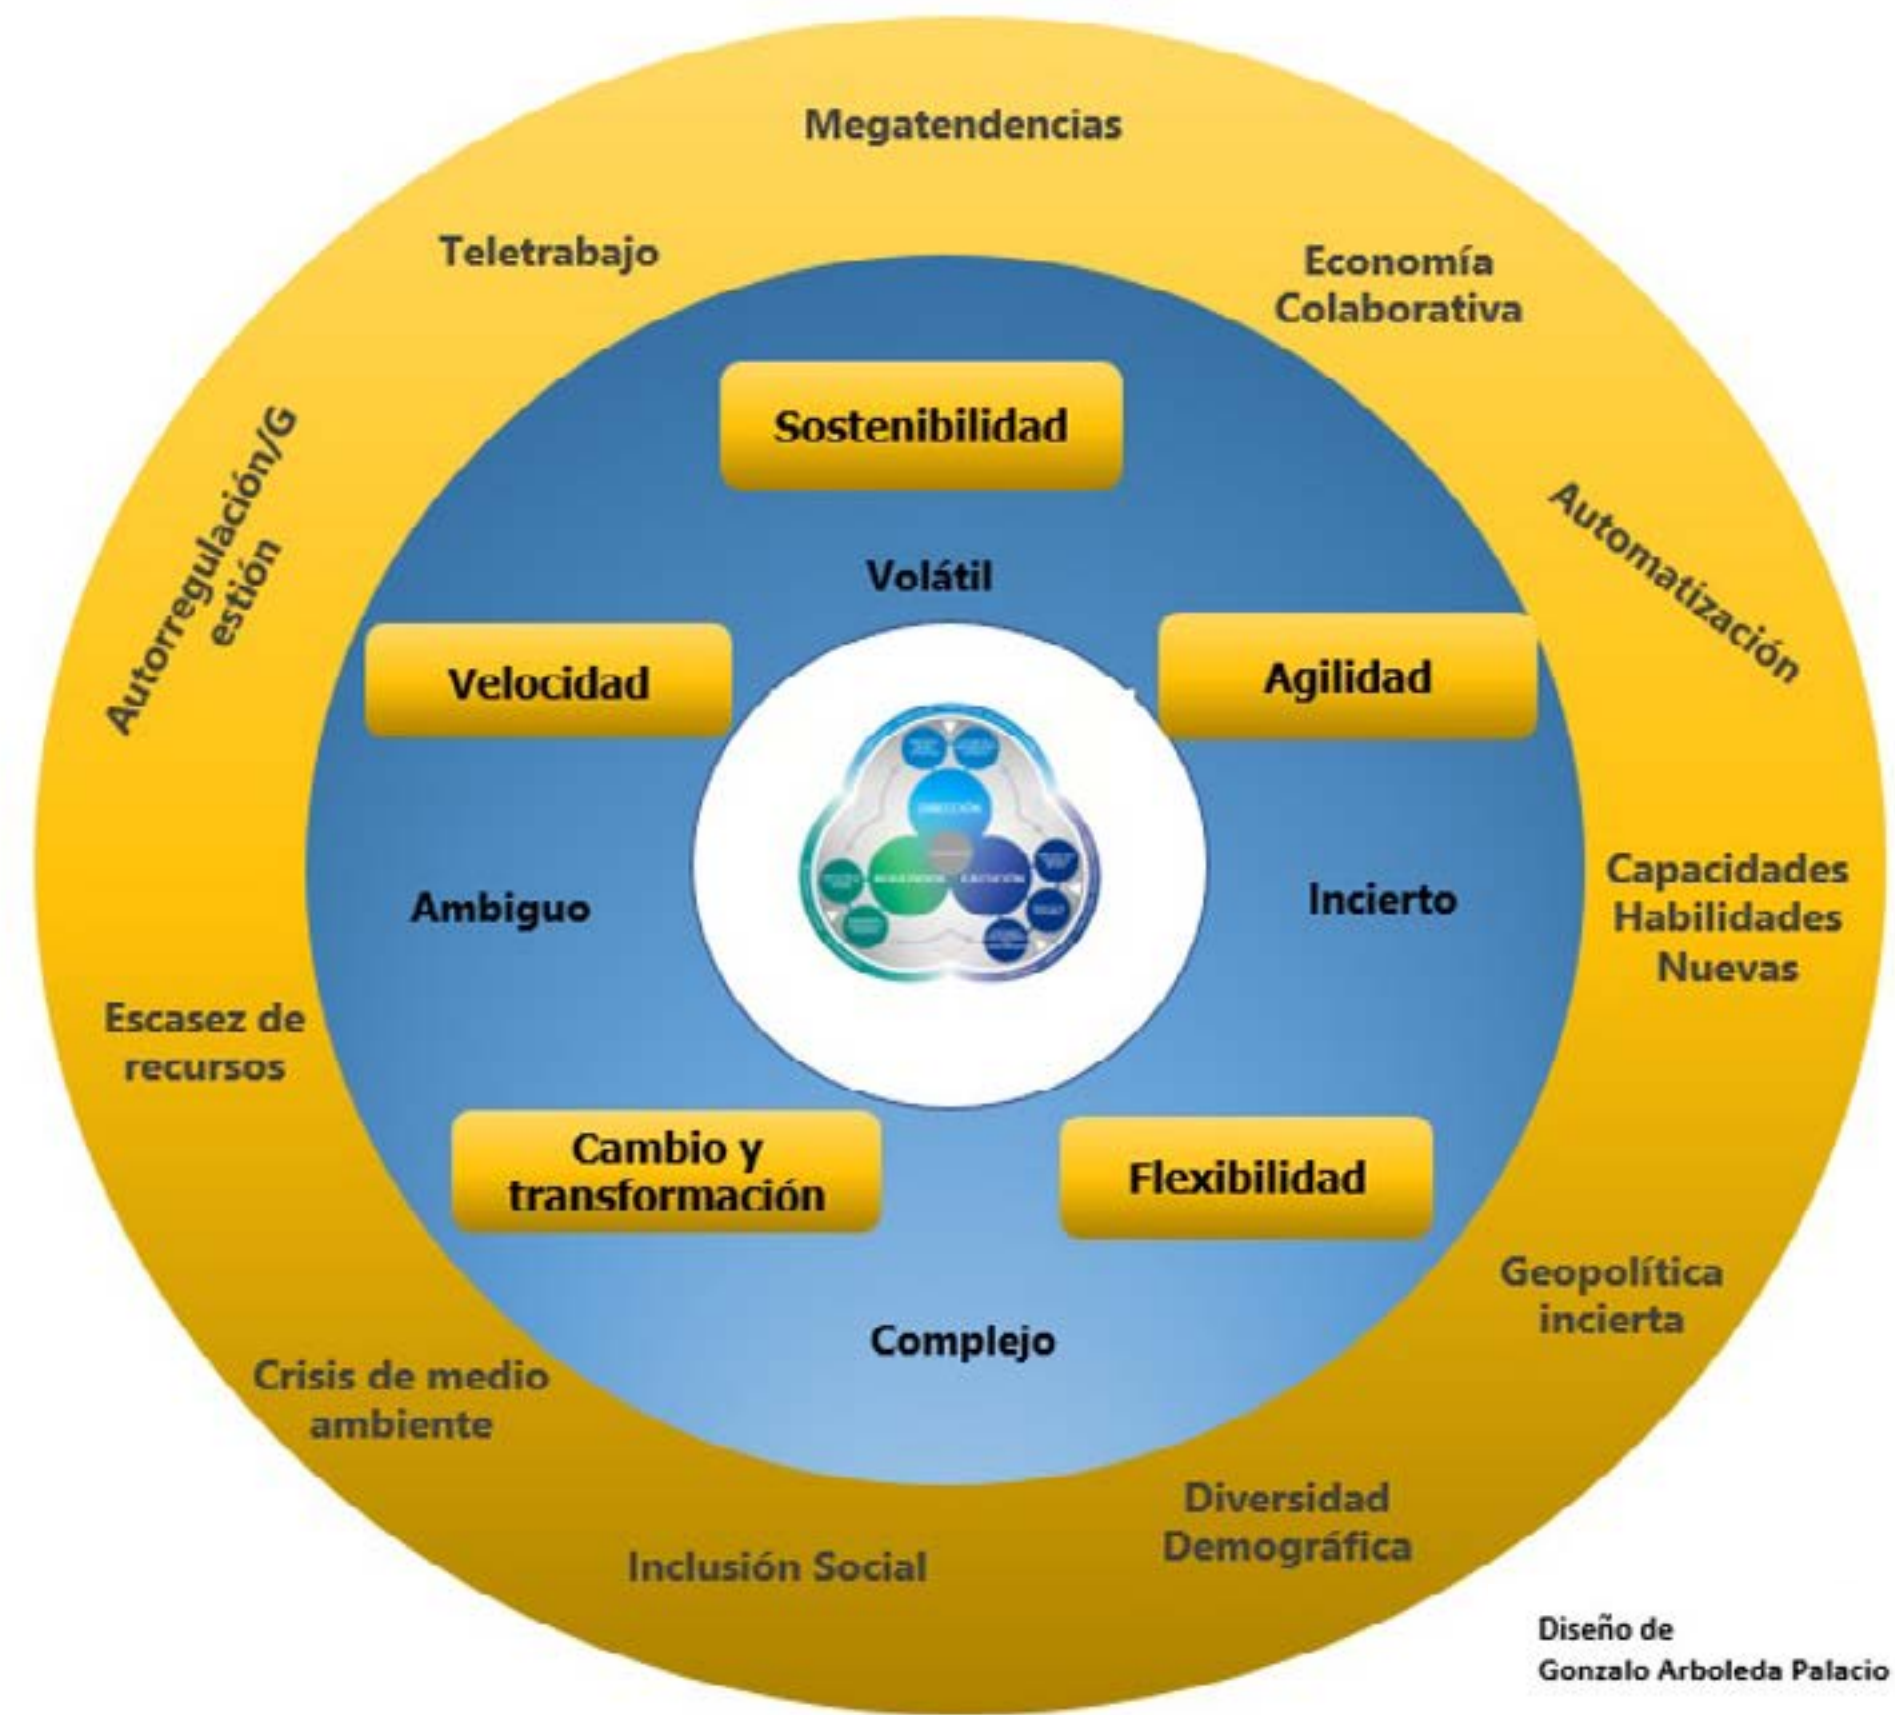 Megatendencias
Teletrabajo
Economía
Colaborativa
Autorregulación/G
estión
Automatización
Sostenibilidad
Volátil
Velocidad
Agilidad
DIRECCIÓN
EJECUCIÓN
Ambiguo
Incierto
Capacidades
Habilidades
Nuevas
Escasez de
recursos
Cambio y
transformación
Flexibilidad
Geopolítica
incierta
Complejo
Crisis de medio
ambiente
Diversidad
Demográfica
Inclusión Social
Diseño de
Gonzalo Arboleda Palacio